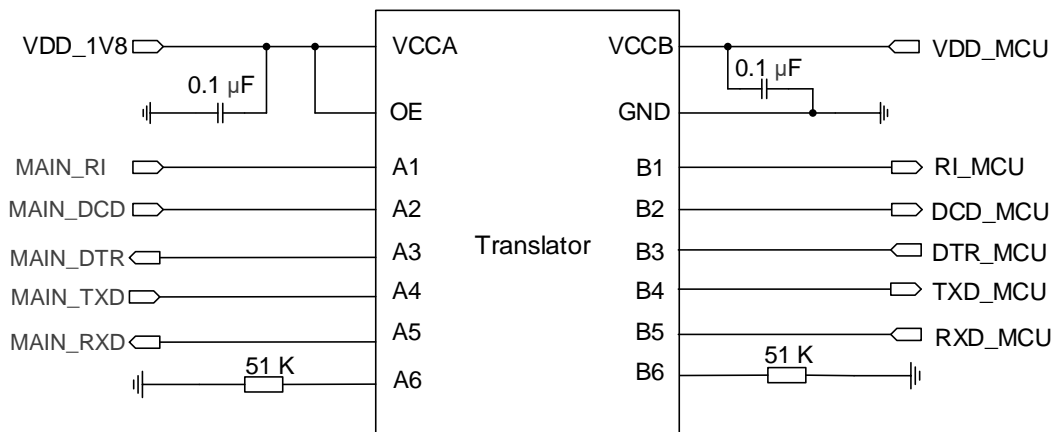 VDD_1V8 VCCA VCCB VDD_MCU
0.1 µF 0.1 µF
OE GND
MAIN_RI A1 B1 RI_MCU
MAIN_DCD A2 B2 DCD_MCU
MAIN_DTR A3 Translator B3 DTR_MCU
MAIN_TXD A4 B4 TXD_MCU
MAIN_RXD A5 B5 RXD_MCU
51 K A6 B6 51 K